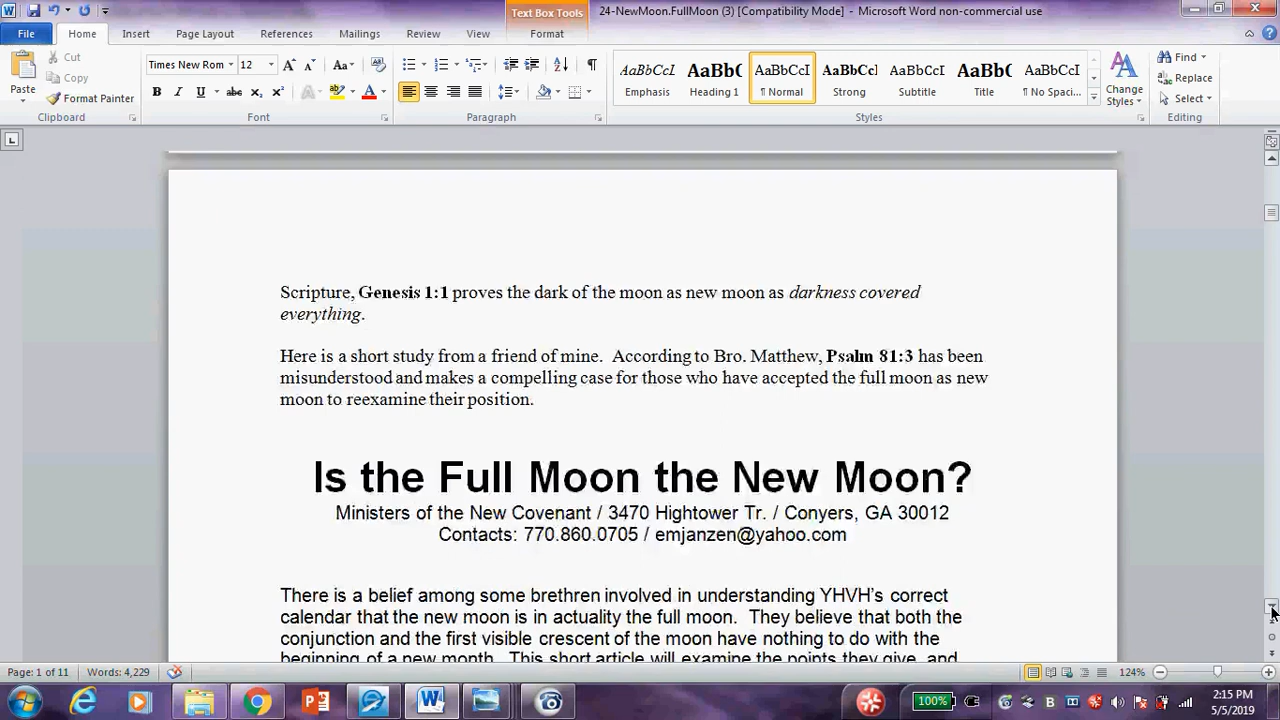 24-NewMoon.FullMoon (3) [Compatibility Mode] - Microsoft Word non-commercial use
Text Box Tools
File Home Insert Page Layout References Mailings Review View Format
Cut
Copy
Format Painter
Paste
Clipboard
Times New Rom 12
Font
Paragraph
AaBbCcI AaBb( AaBbCcI AaBbCcl AaBbCcI AaBb( AaBbCcI
Emphasis Heading 1 ¶ Normal Strong Subtitle Title ¶ No Spaci...
Change
Styles
Styles
Find
Replace
Select
Editing
Scripture, Genesis 1:1 proves the dark of the moon as new moon as darkness covered
everything.
Here is a short study from a friend of mine. According to Bro. Matthew, Psalm 81:3 has been
misunderstood and makes a compelling case for those who have accepted the full moon as new
moon to reexamine their position.
Is the Full Moon the New Moon?
Ministers of the New Covenant / 3470 Hightower Tr. / Conyers, GA 30012
Contacts: 770.860.0705 / emjanzen@yahoo.com
There is a belief among some brethren involved in understanding YHVH's correct
calendar that the new moon is in actuality the full moon. They believe that both the
conjunction and the first visible crescent of the moon have nothing to do with the
beginning of a new month. This short article will examine the points they give, and
Page: 1 of 11 Words: 4,229 124%
100%
2:15 PM
5/5/2019